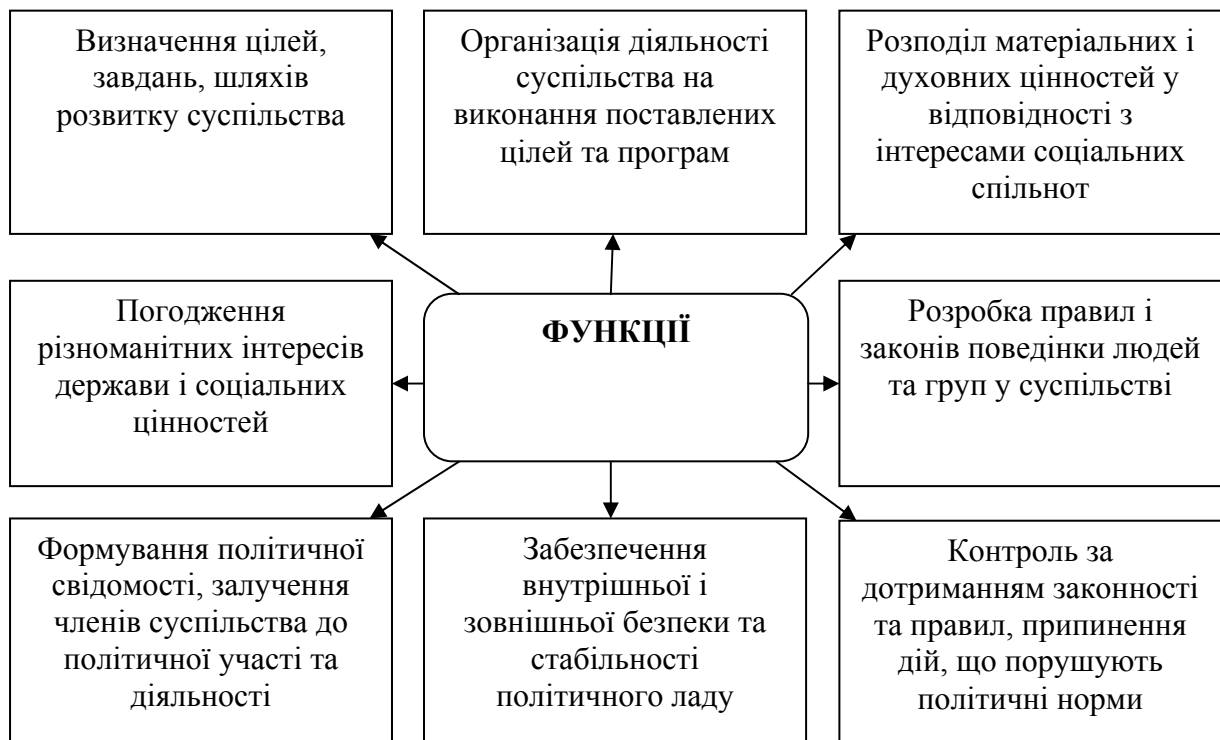 Визначення цілей,
завдань, шляхів
розвитку суспільства
Організація діяльності
суспільства на
виконання поставлених
цілей та програм
Розподіл матеріальних і
духовних цінностей у
відповідності з
інтересами соціальних
спільнот
Погодження
різноманітних інтересів
держави і соціальних
цінностей
ФУНКЦІЇ
Розробка правил і
законів поведінки людей
та груп у суспільстві
Формування політичної
свідомості, залучення
членів суспільства до
політичної участі та
діяльності
Забезпечення
внутрішньої і
зовнішньої безпеки та
стабільності
політичного ладу
Контроль за
дотриманням законності
та правил, припинення
дій, що порушують
політичні норми